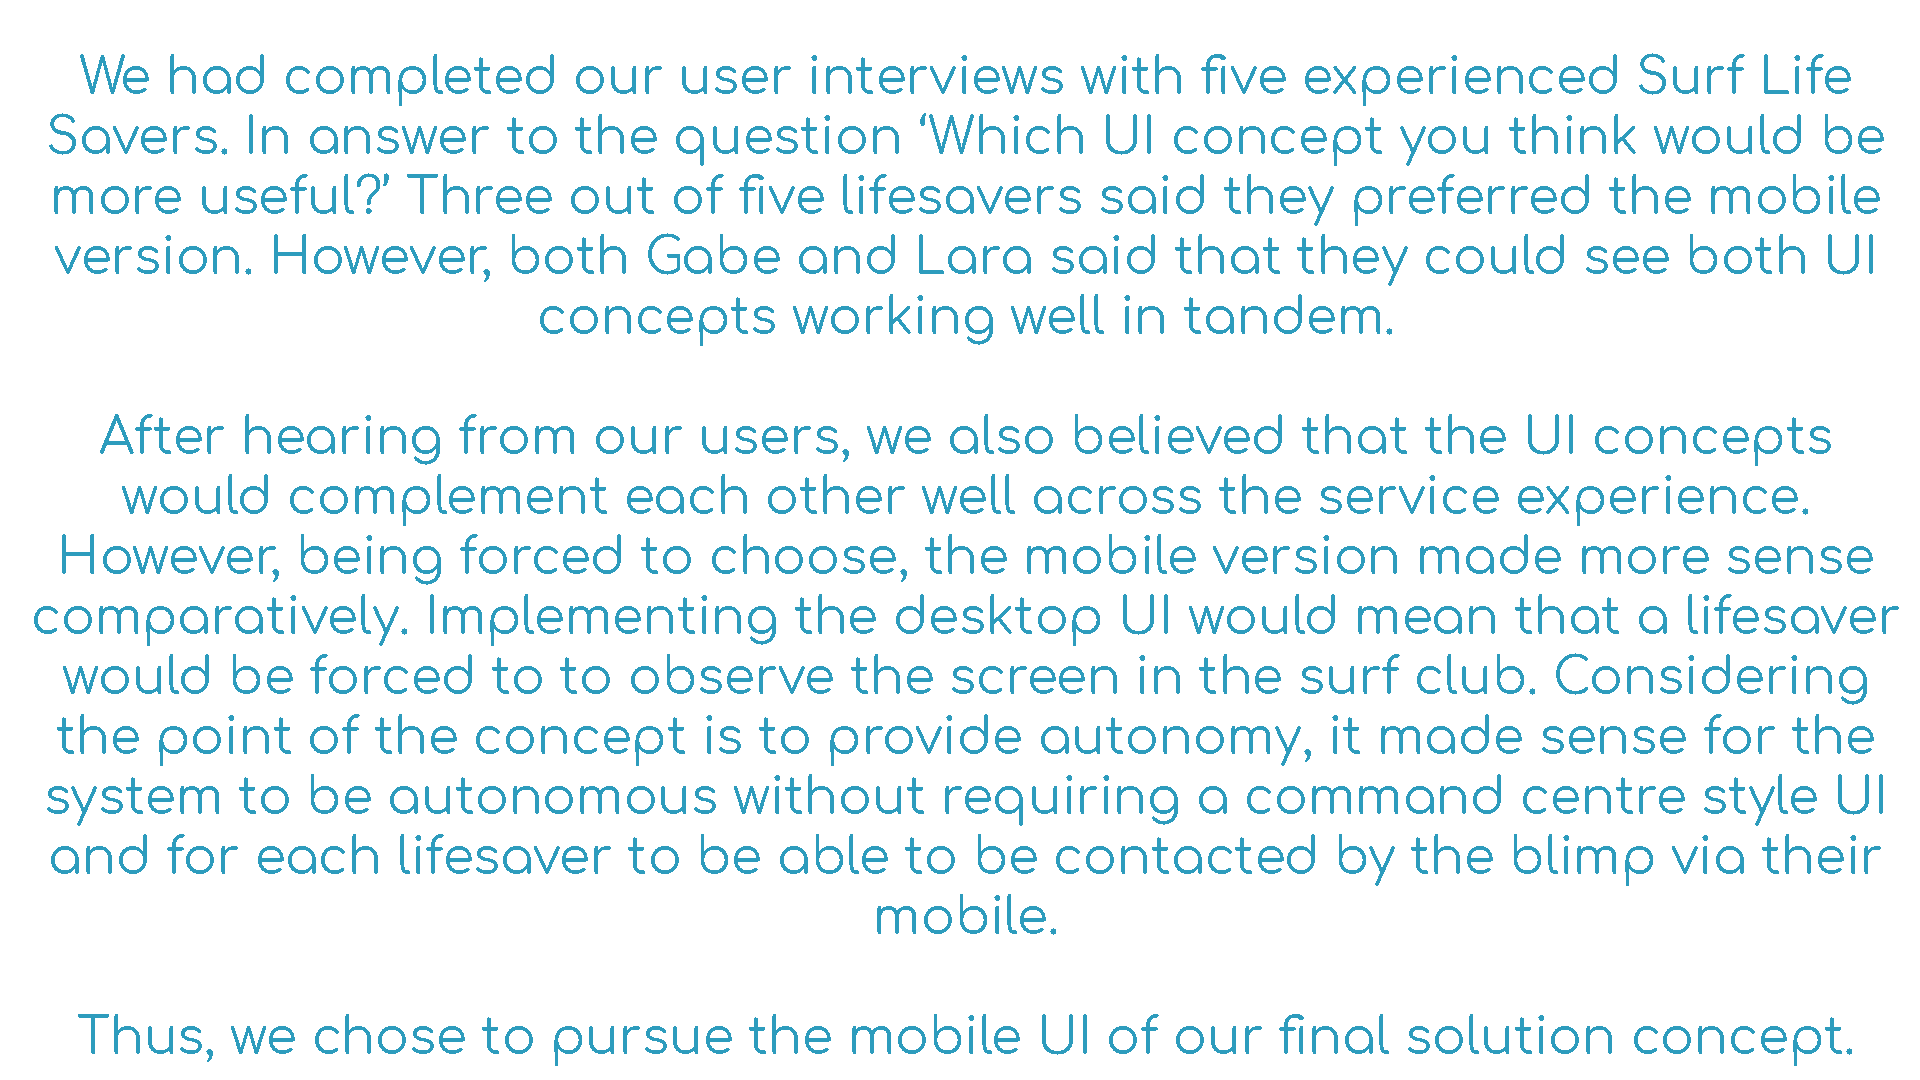 We had completed our user interviews with five experienced Surf Life
Savers. In answer to the question ‘Which UI concept you think would be
more useful?’ Three out of five lifesavers said they preferred the mobile
version. However, both Gabe and Lara said that they could see both UI
concepts working well in tandem.
After hearing from our users, we also believed that the UI concepts
would complement each other well across the service experience.
However, being forced to choose, the mobile version made more sense
comparatively. Implementing the desktop UI would mean that a lifesaver
would be forced to to observe the screen in the surf club. Considering
the point of the concept is to provide autonomy, it made sense for the
system to be autonomous without requiring a command centre style UI
and for each lifesaver to be able to be contacted by the blimp via their
mobile.
Thus, we chose to pursue the mobile UI of our final solution concept.